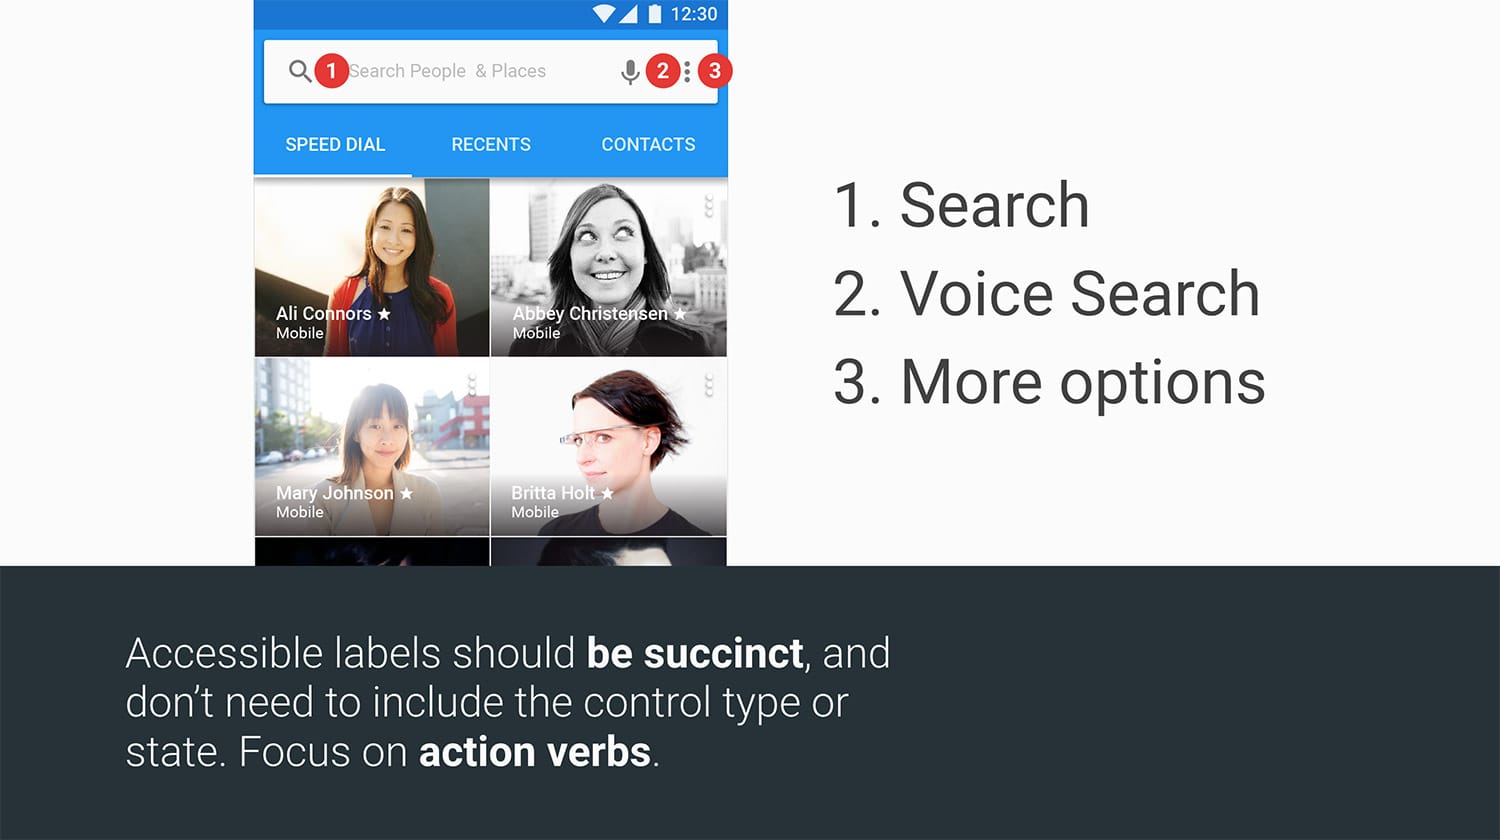 12:30
1 Search People & Places 2 3
SPEED DIAL RECENTS CONTACTS
Ali Connors ★
Mobile
Abbey Christensen ★
Mobile
Mary Johnson ★
Mobile
Britta Holt ★
Mobile
1. Search
2. Voice Search
3. More options
Accessible labels should be succinct, and
don’t need to include the control type or
state. Focus on action verbs.